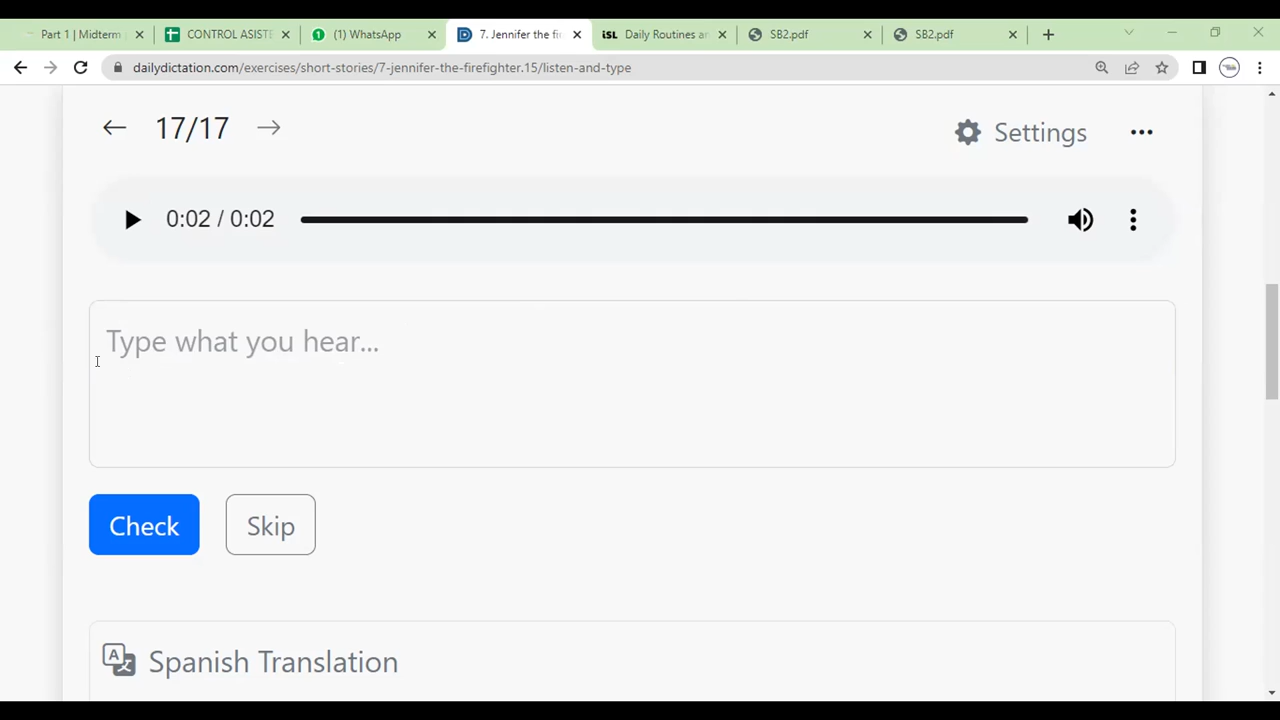 Part 1 | Midterm
CONTROL ASISTE
(1) WhatsApp
7. Jennifer the fi
iSL Daily Routines a
SB2.pdf
SB2.pdf
dailydictation.com/exercises/short-stories/7-jennifer-the-firefighter.15/listen-and-type
17/17
Settings
0:02 / 0:02
Type what you hear...
Check
Skip
Spanish Translation